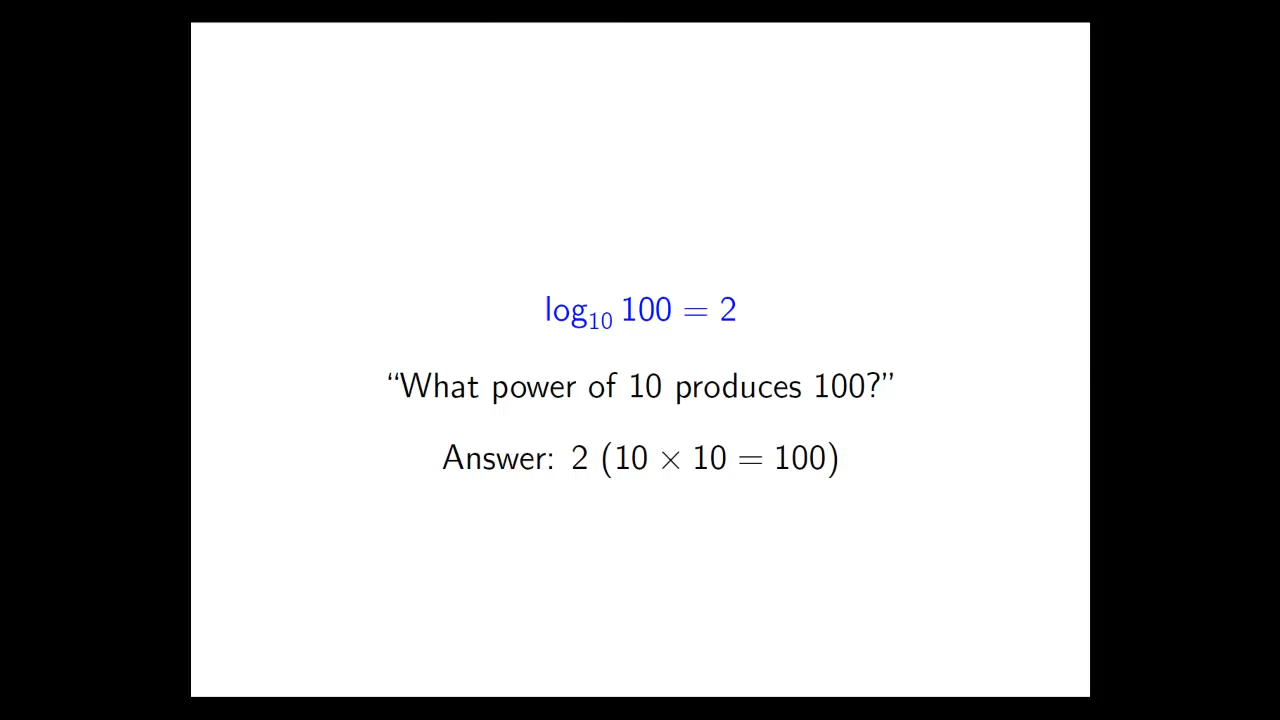 log₁₀ 100 = 2
“What power of 10 produces 100?”
Answer: 2 (10 × 10 = 100)